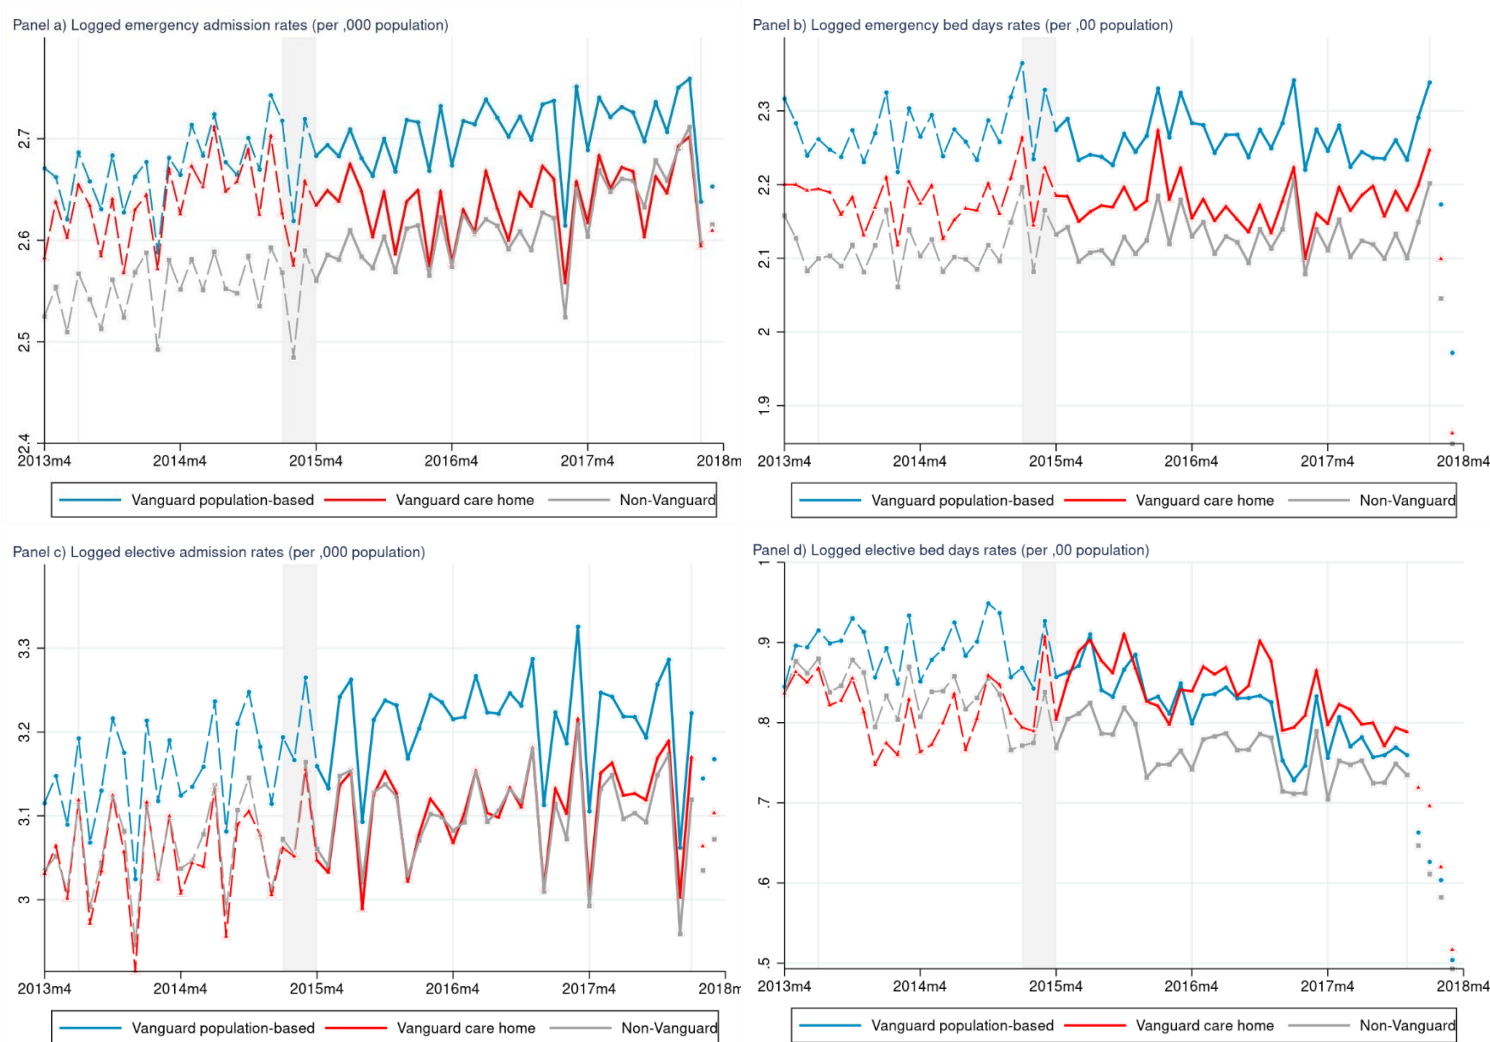 Panel a) Logged emergency admission rates (per ,000 population)
2.7
2.6
2.5
2.4
2013m4 2014m4 2015m4 2016m4 2017m4 2018m
Vanguard population-based Vanguard care home Non-Vanguard
Panel b) Logged emergency bed days rates (per ,00 population)
2.3
2.2
2.1
2
1.9
2013m4 2014m4 2015m4 2016m4 2017m4 2018m4
Vanguard population-based Vanguard care home Non-Vanguard
Panel c) Logged elective admission rates (per ,000 population)
3.3
3.2
3.1
3
2013m4 2014m4 2015m4 2016m4 2017m4 2018m
Vanguard population-based Vanguard care home Non-Vanguard
Panel d) Logged elective bed days rates (per ,00 population)
1
.9
.8
.7
.6
.5
2013m4 2014m4 2015m4 2016m4 2017m4 2018m4
Vanguard population-based Vanguard care home Non-Vanguard